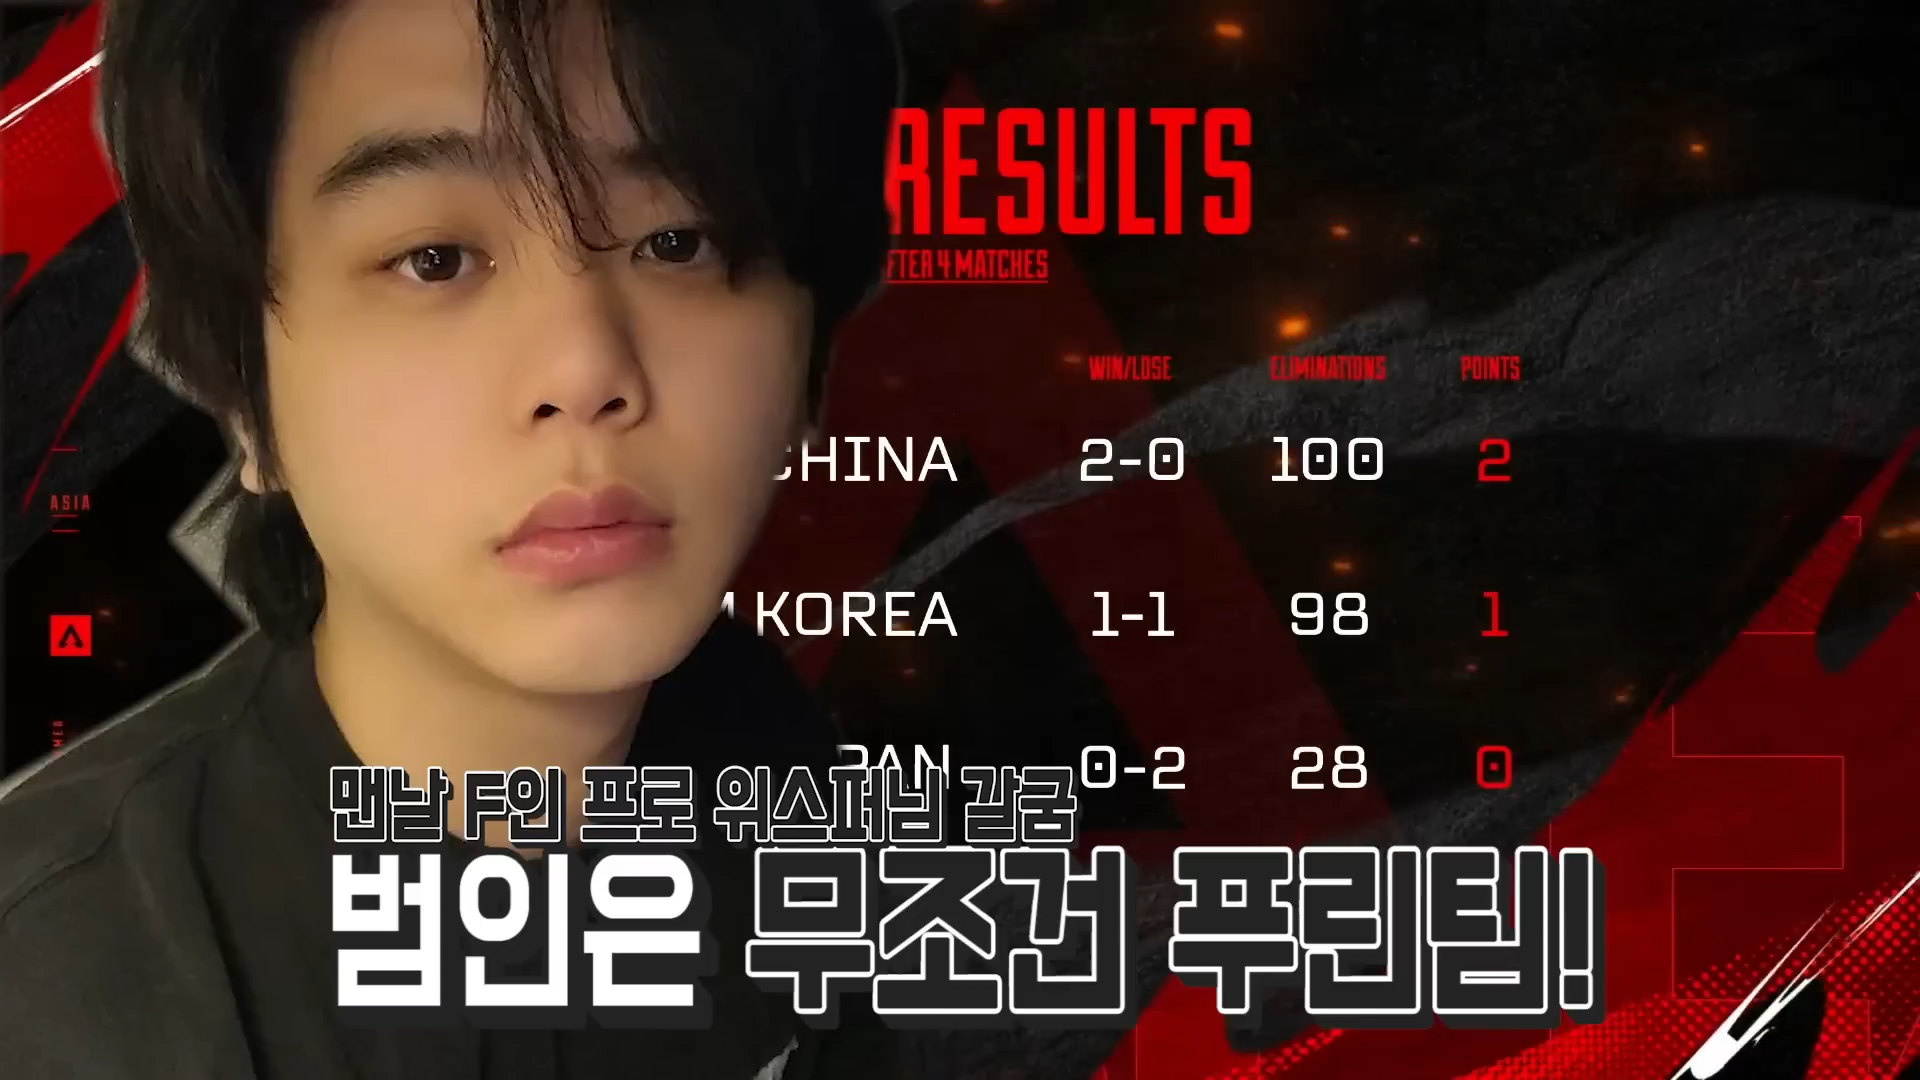 RESULTS
AFTER 4 MATCHES
WIN/LOSE ELIMINATIONS POINTS
CHINA 2-0 100 2
ASIA
KOREA 1-1 98 1
0-2 28 0
맨날 F인 프로 위스퍼님 갈굼
범인은 무조건 푸린팀!